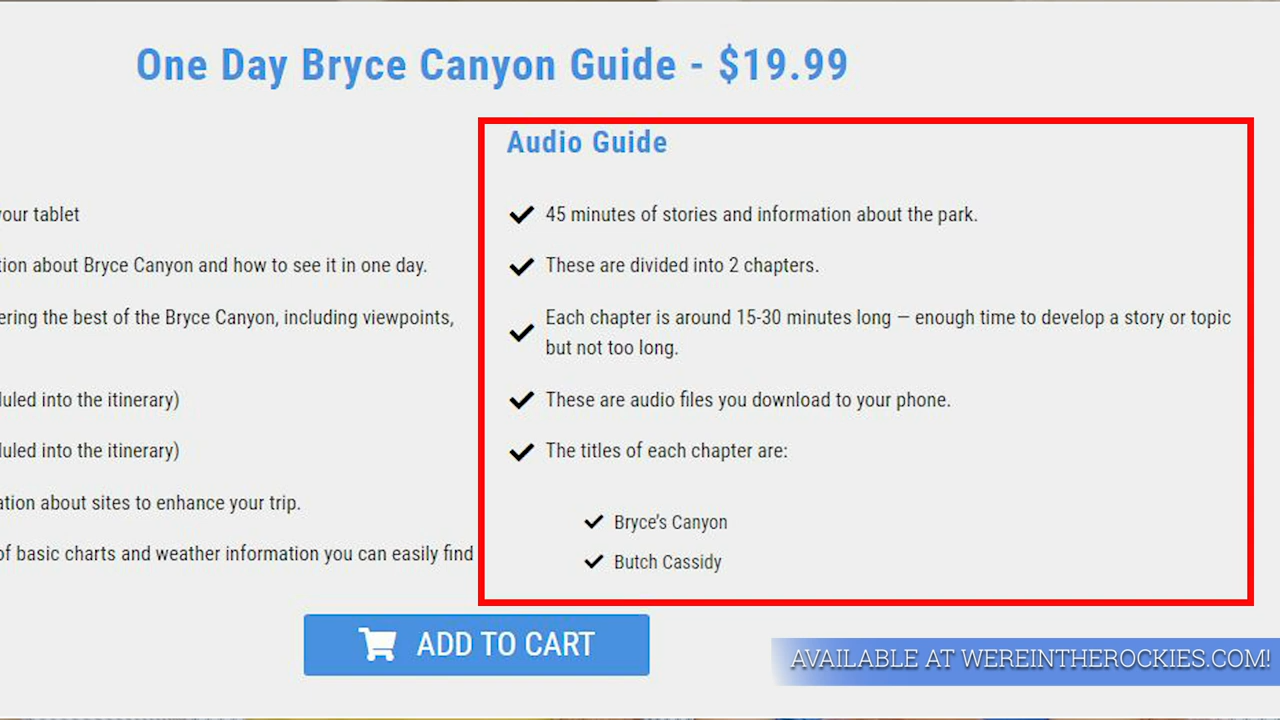 One Day Bryce Canyon Guide - $19.99
your tablet
about Bryce Canyon and how to see it in one day.
the best of the Bryce Canyon, including viewpoints,
into the itinerary)
into the itinerary)
about sites to enhance your trip.
of basic charts and weather information you can easily find
Audio Guide
45 minutes of stories and information about the park.
These are divided into 2 chapters.
Each chapter is around 15-30 minutes long — enough time to develop a story or topic
but not too long.
These are audio files you download to your phone.
The titles of each chapter are:
Bryce's Canyon
Butch Cassidy
ADD TO CART
AVAILABLE AT WEREINTHEROCKIES.COM!